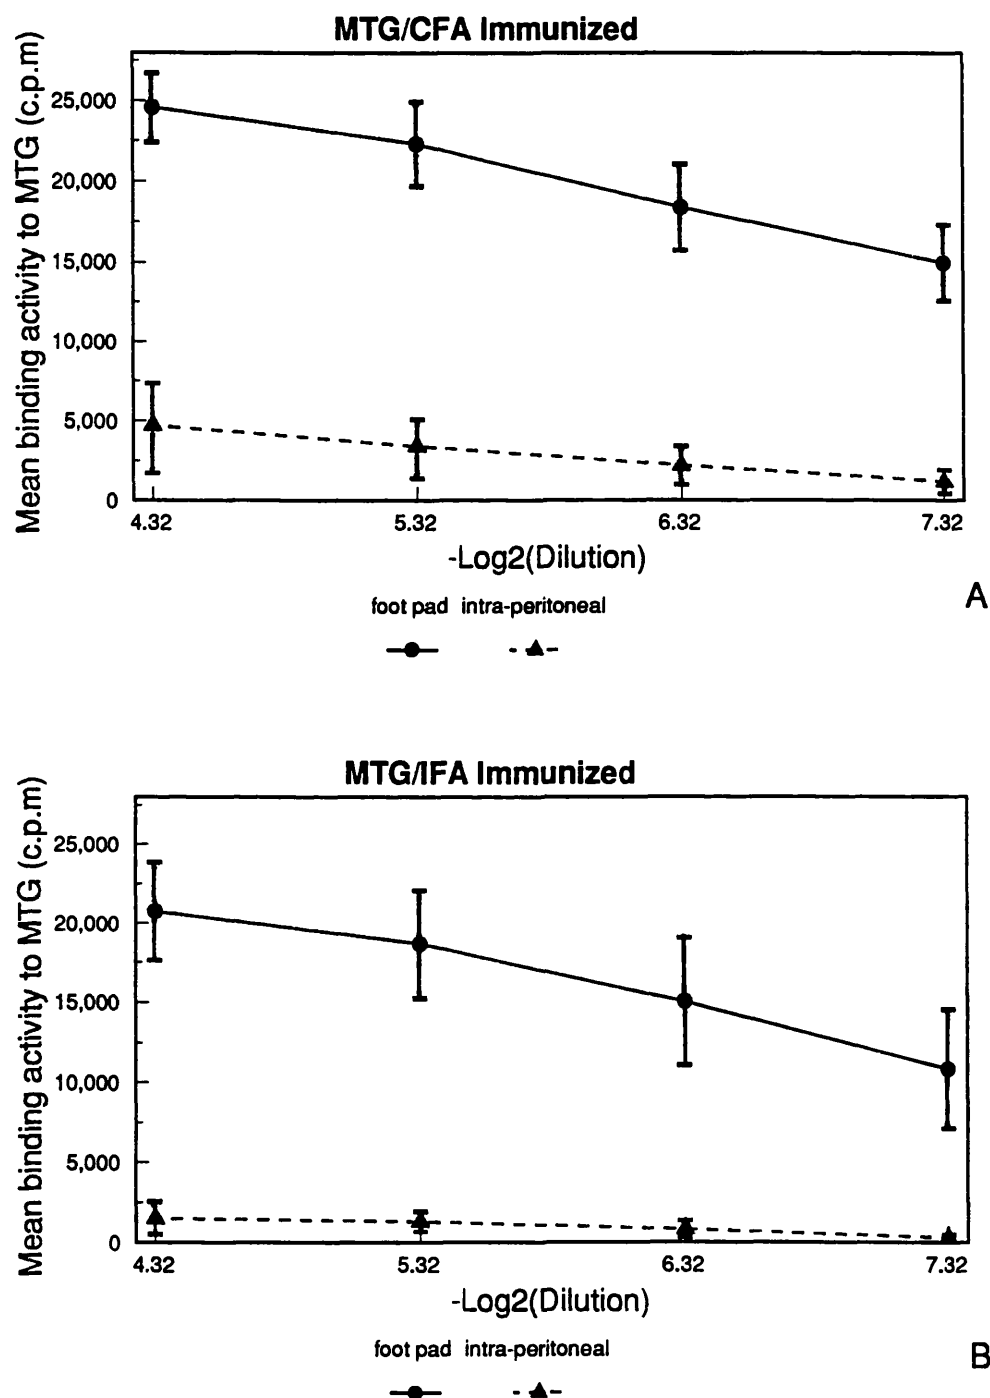 MTG/CFA Immunized
Mean binding activity to MTG (c.p.m)
25,000
20,000
15,000
10,000
5,000
0
4.32 5.32 6.32 7.32
-Log2(Dilution)
foot pad intra-peritoneal
A
MTG/IFA Immunized
Mean binding activity to MTG (c.p.m)
25,000
20,000
15,000
10,000
5,000
0
4.32 5.32 6.32 7.32
-Log2(Dilution)
foot pad intra-peritoneal
B